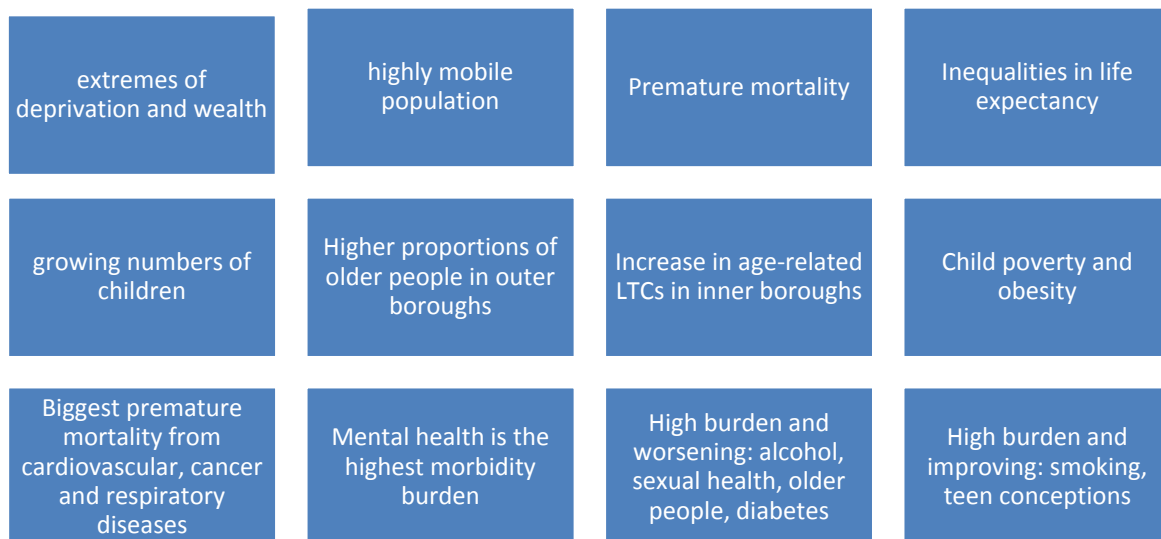 extremes of
deprivation and wealth
highly mobile
population
Premature mortality
Inequalities in life
expectancy
growing numbers of
children
Higher proportions of
older people in outer
boroughs
Increase in age-related
LTCs in inner boroughs
Child poverty and
obesity
Biggest premature
mortality from
cardiovascular, cancer
and respiratory
diseases
Mental health is the
highest morbidity
burden
High burden and
worsening: alcohol,
sexual health, older
people, diabetes
High burden and
improving: smoking,
teen conceptions